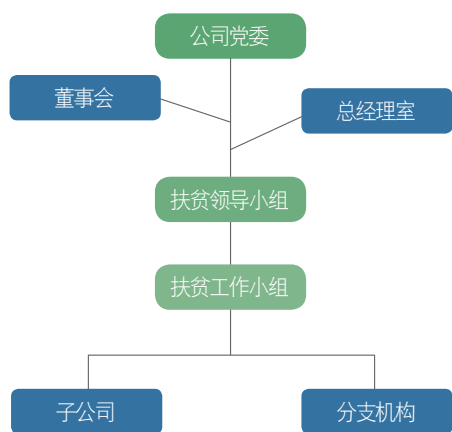 公司党委
董事会
总经理室
扶贫领导小组
扶贫工作小组
子公司
分支机构